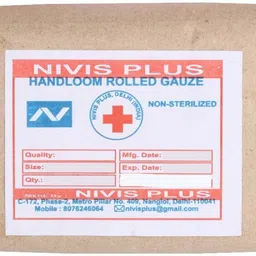 NIVIS PLUS
HANDLOOM ROLLED GAUZE
NIVIS PLUS, DELHI (INDIA)
NON-STERILIZED
Quality:
Mfg. Date:
Size:
Exp. Date:
Qty.:
NIVIS PLUS
C-172, Phase-2, Metro Pillar No. 409, Nangloi, Delhi-110041
Mobile : 8076246064 nivisplus@gmail.com